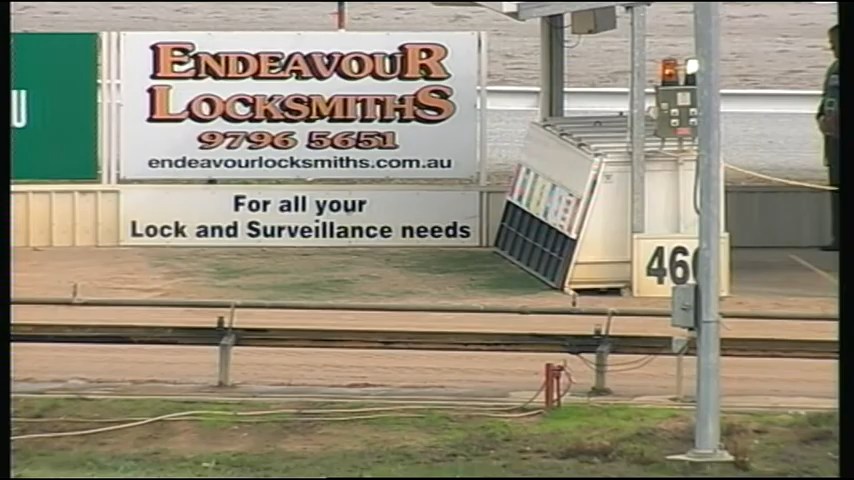 ENDEAVOUR
LOCKSMITHS
9796 5651
endeavourlocksmiths.com.au
For all your
Lock and Surveillance needs
U